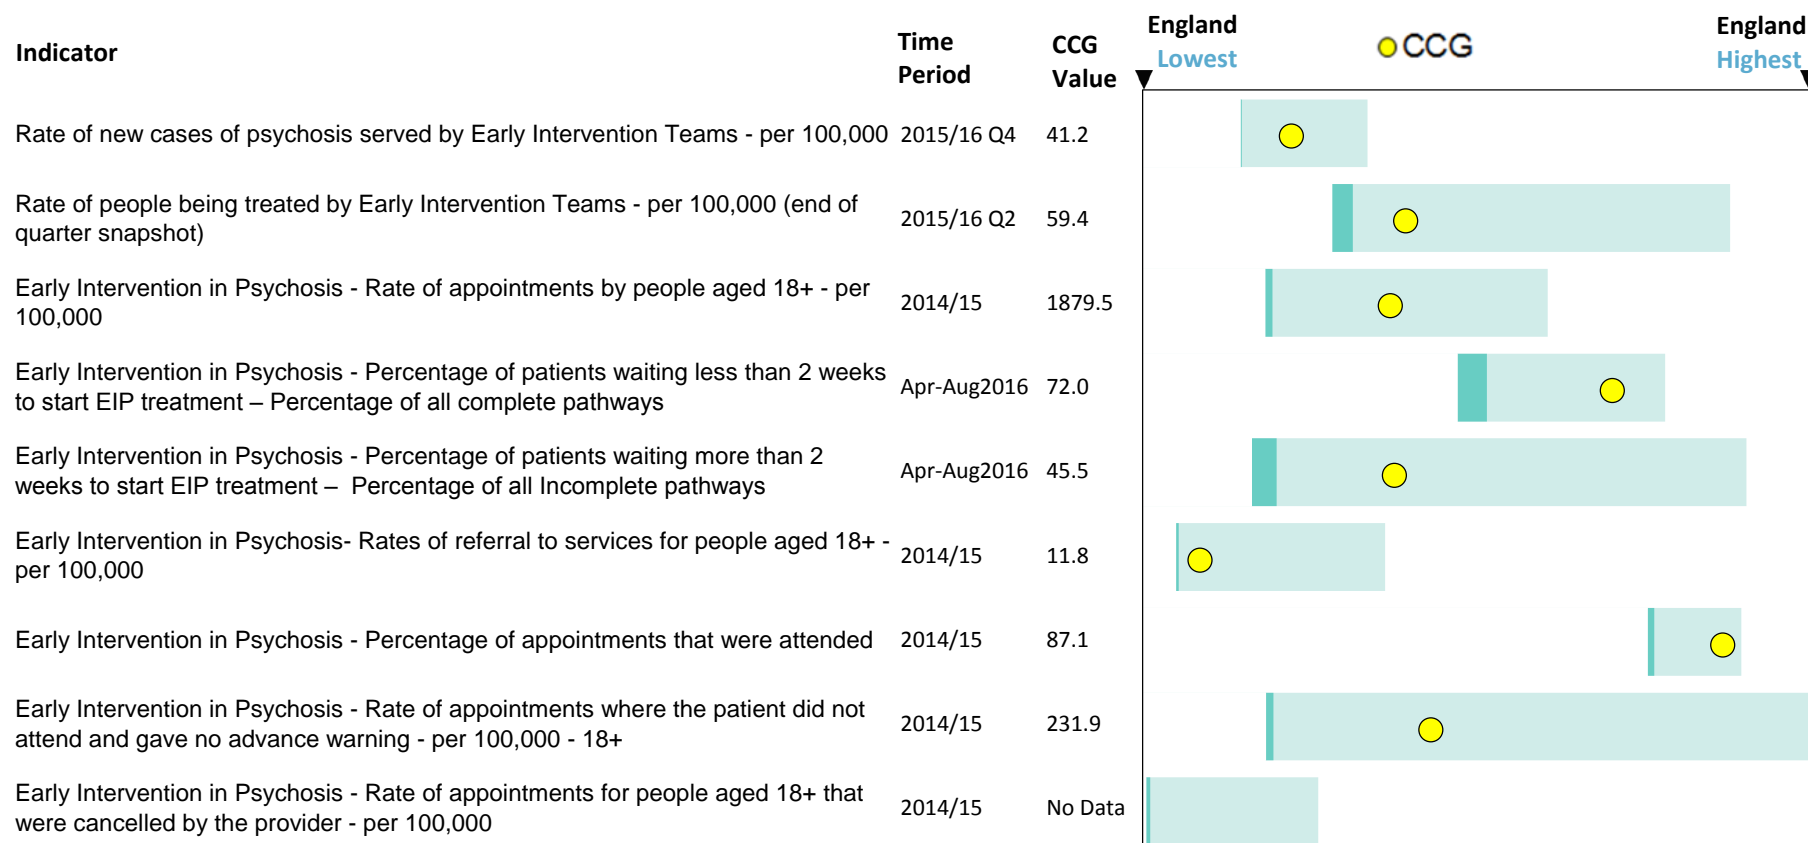 Indicator
Time
Period
CCG
Value
England
Lowest
CCG
England
Highest
Rate of new cases of psychosis served by Early Intervention Teams - per 100,000 2015/16 Q4 41.2
Rate of people being treated by Early Intervention Teams - per 100,000 (end of
quarter snapshot)
2015/16 Q2 59.4
Early Intervention in Psychosis - Rate of appointments by people aged 18+ - per
100,000
2014/15 1879.5
Early Intervention in Psychosis - Percentage of patients waiting less than 2 weeks
to start EIP treatment – Percentage of all complete pathways
Apr-Aug2016 72.0
Early Intervention in Psychosis - Percentage of patients waiting more than 2
weeks to start EIP treatment – Percentage of all Incomplete pathways
Apr-Aug2016 45.5
Early Intervention in Psychosis- Rates of referral to services for people aged 18+ -
per 100,000
2014/15 11.8
Early Intervention in Psychosis - Percentage of appointments that were attended 2014/15 87.1
Early Intervention in Psychosis - Rate of appointments where the patient did not
attend and gave no advance warning - per 100,000 - 18+
2014/15 231.9
Early Intervention in Psychosis - Rate of appointments for people aged 18+ that
were cancelled by the provider - per 100,000
2014/15 No Data